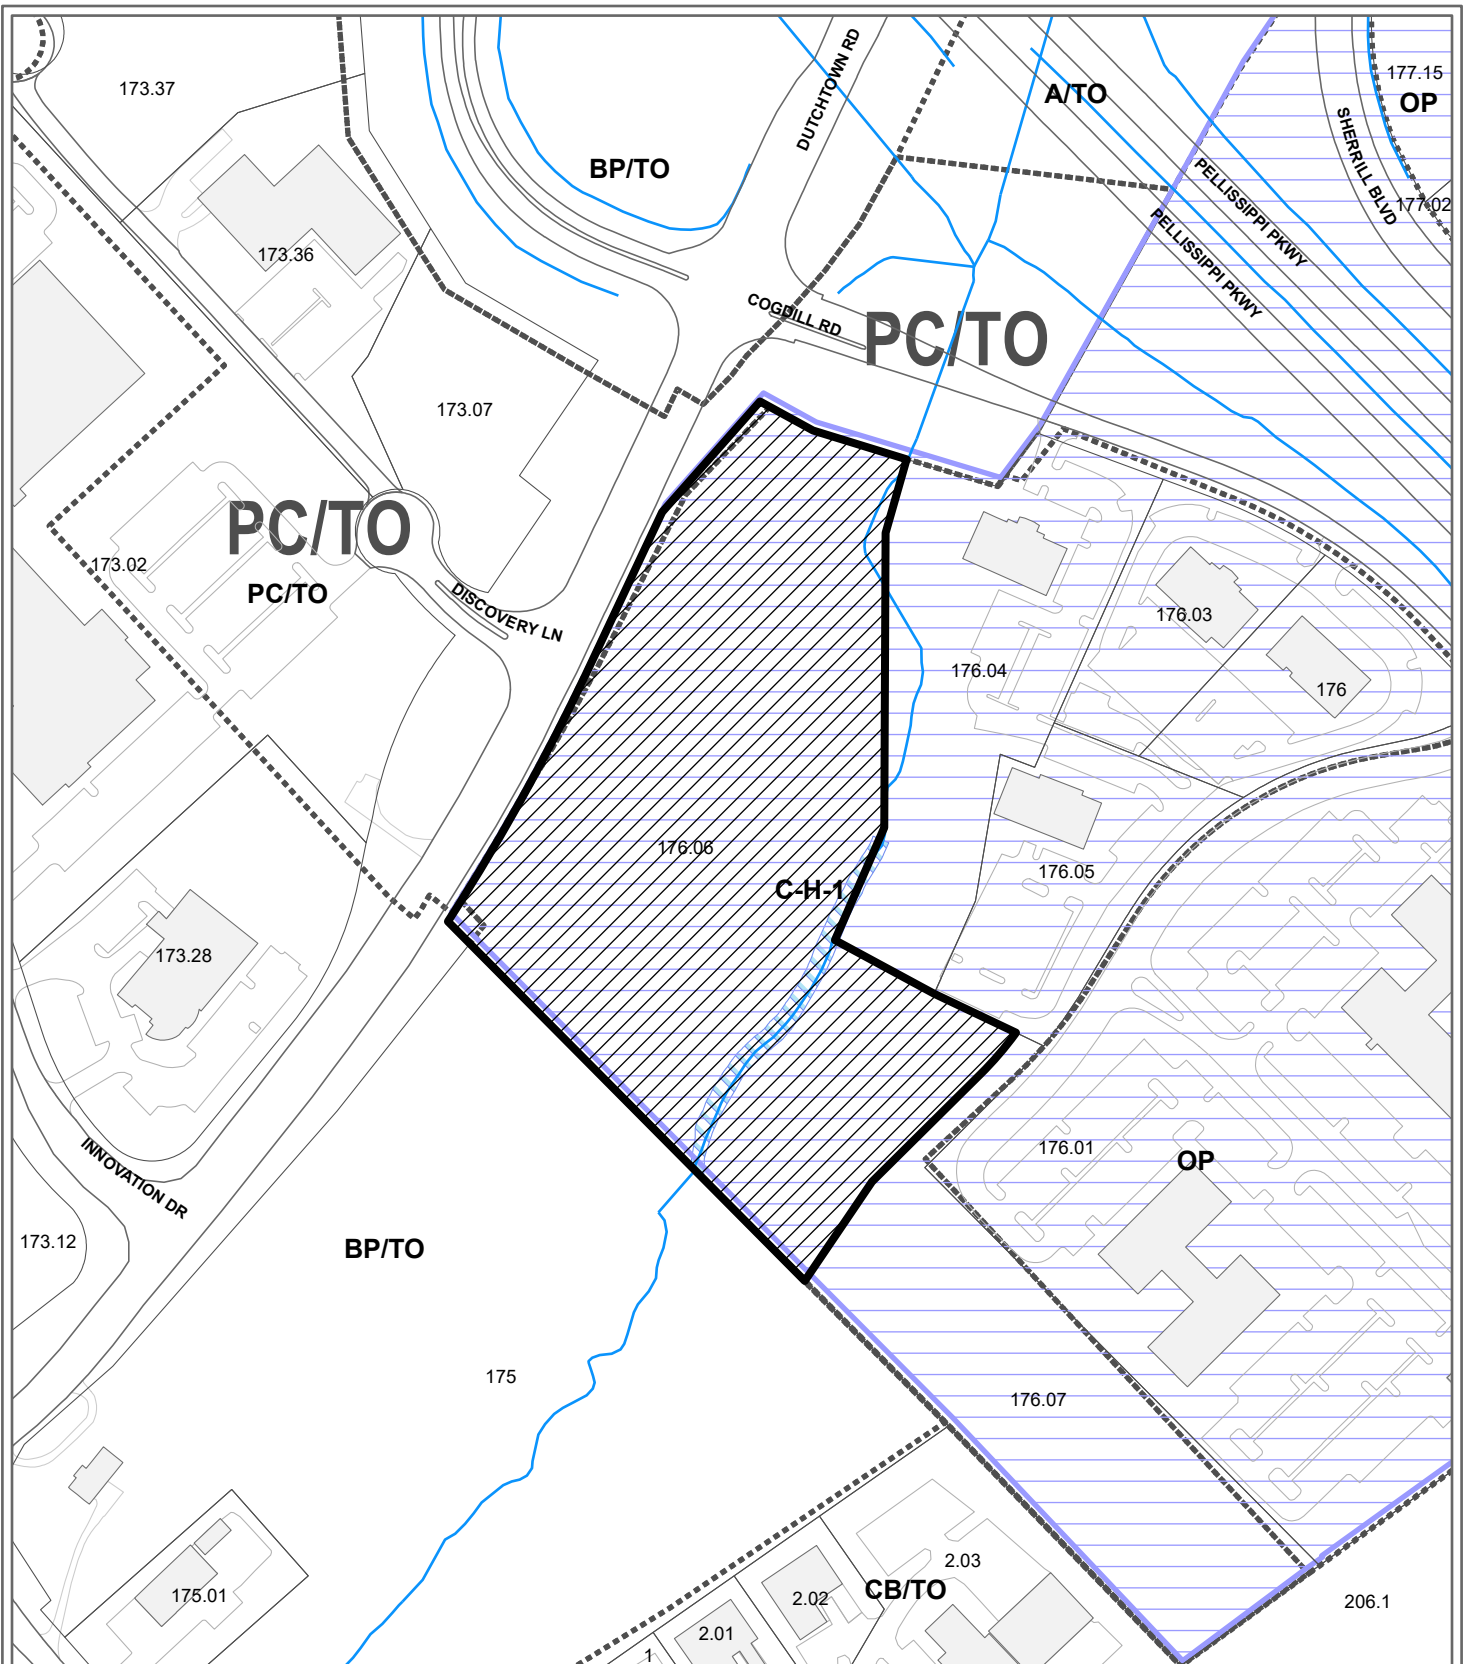 173.37
DUTCHTOWN RD
A/TO
177.15
OP
SHERRILL BLVD
BP/TO
PELLISSIPPI PKWY
177.02
PELLISSIPPI PKWY
173.36
COGDILL RD
PC/TO
173.07
PC/TO
173.02
PC/TO
DISCOVERY LN
176.03
176.04
176
176.06
176.05
C-H-1
173.28
176.01
OP
INNOVATION DR
173.12
BP/TO
175
176.07
2.03
CB/TO
175.01
2.02
206.1
2.01
1